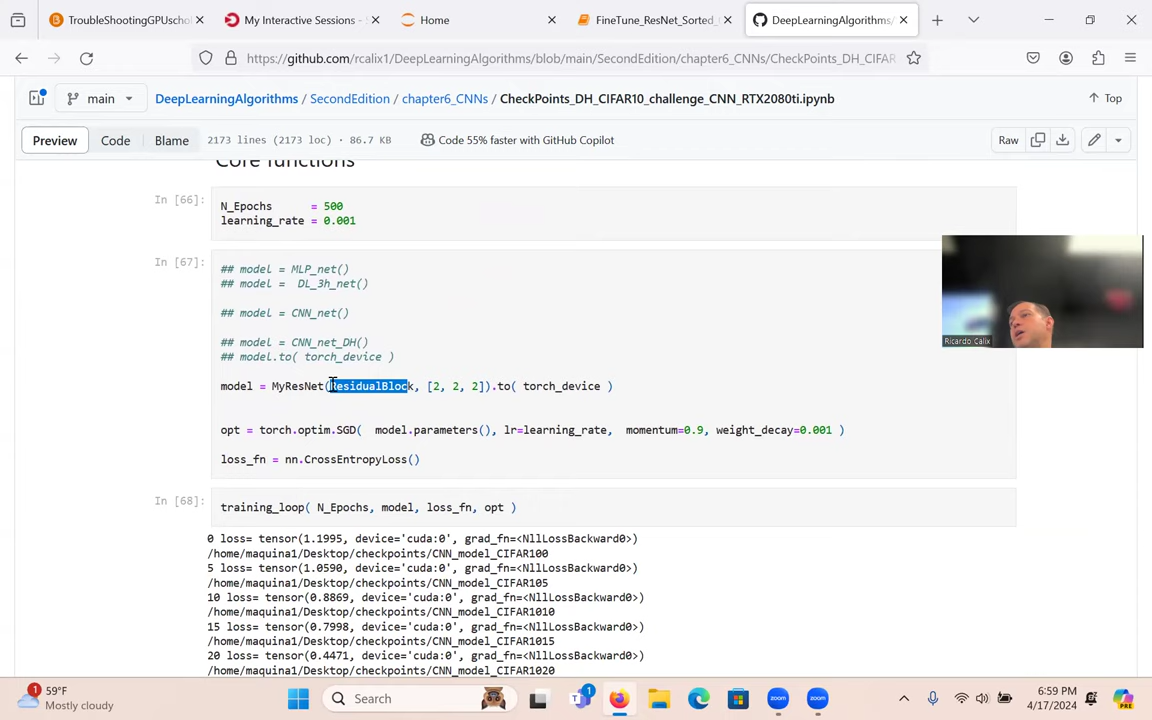 TroubleShootingGPUschol
My Interactive Sessions -
Home
FineTune_ResNet_Sorted_
DeepLearningAlgorithms/
https://github.com/rcalix1/DeepLearningAlgorithms/blob/main/SecondEdition/chapter6_CNNs/CheckPoints_DH_CIFAR
main
DeepLearningAlgorithms / SecondEdition / chapter6_CNNs / CheckPoints_DH_CIFAR10_challenge_CNN_RTX2080ti.ipynb
Top
Preview Code Blame 2173 lines (2173 loc) · 86.7 KB Code 55% faster with GitHub Copilot Raw
Core functions
In [66]:
N_Epochs = 500
learning_rate = 0.001
In [67]:
## model = MLP_net()
## model = DL_3h_net()
## model = CNN_net()
## model = CNN_net_DH()
## model.to( torch_device )
model = MyResNet(ResidualBlock, [2, 2, 2]).to( torch_device )
opt = torch.optim.SGD( model.parameters(), lr=learning_rate, momentum=0.9, weight_decay=0.001 )
loss_fn = nn.CrossEntropyLoss()
Ricardo Calix
In [68]:
training_loop( N_Epochs, model, loss_fn, opt )
0 loss= tensor(1.1995, device='cuda:0', grad_fn=<NllLossBackward0>)
/home/maquina1/Desktop/checkpoints/CNN_model_CIFAR100
5 loss= tensor(1.0590, device='cuda:0', grad_fn=<NllLossBackward0>)
/home/maquina1/Desktop/checkpoints/CNN_model_CIFAR105
10 loss= tensor(0.8869, device='cuda:0', grad_fn=<NllLossBackward0>)
/home/maquina1/Desktop/checkpoints/CNN_model_CIFAR1010
15 loss= tensor(0.7998, device='cuda:0', grad_fn=<NllLossBackward0>)
/home/maquina1/Desktop/checkpoints/CNN_model_CIFAR1015
20 loss= tensor(0.4471, device='cuda:0', grad_fn=<NllLossBackward0>)
/home/maquina1/Desktop/checkpoints/CNN_model_CIFAR1020
1
59°F
Mostly cloudy
Search
1
6:59 PM
4/17/2024
PRE